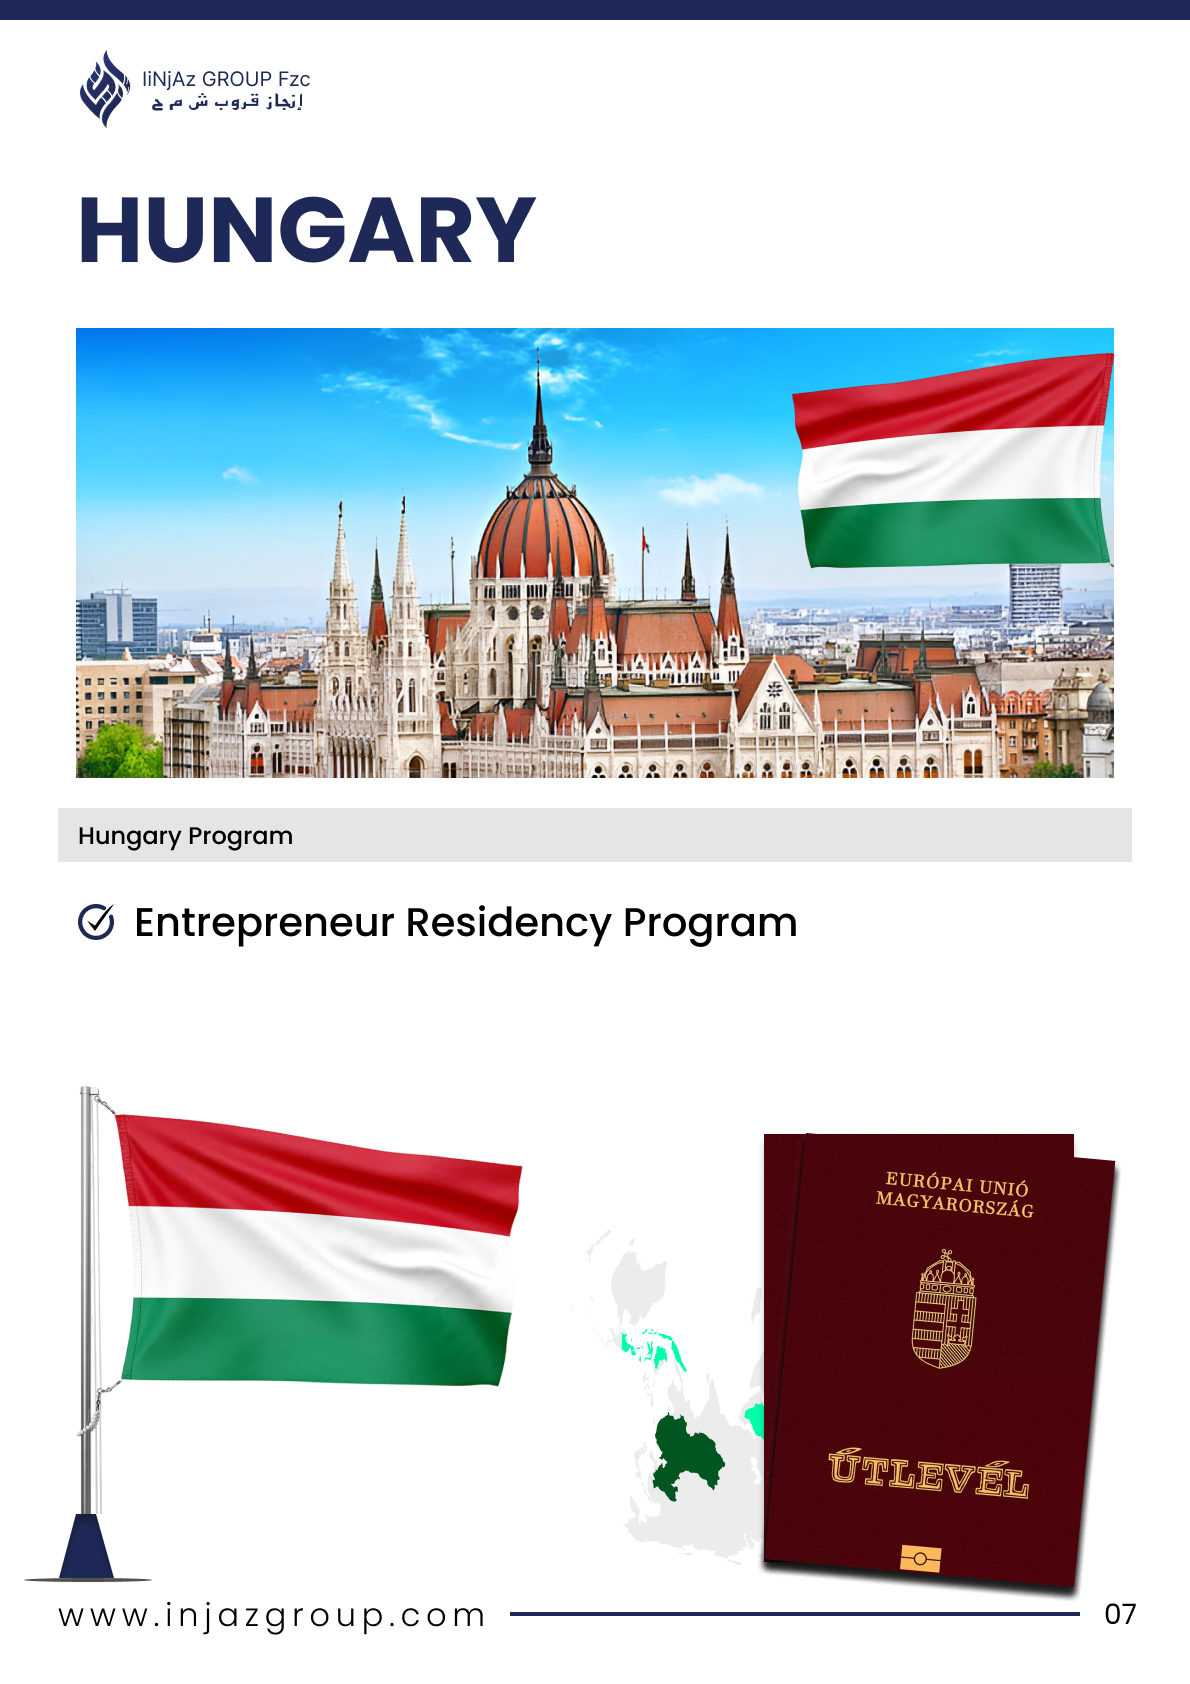 IiNjAz GROUP Fzc
إنجاز قروب ش م ح
HUNGARY
Hungary Program
Entrepreneur Residency Program
EURÓPAI UNIÓ
MAGYARORSZÁG
ÚTLEVÉL
www.injazgroup.com
07